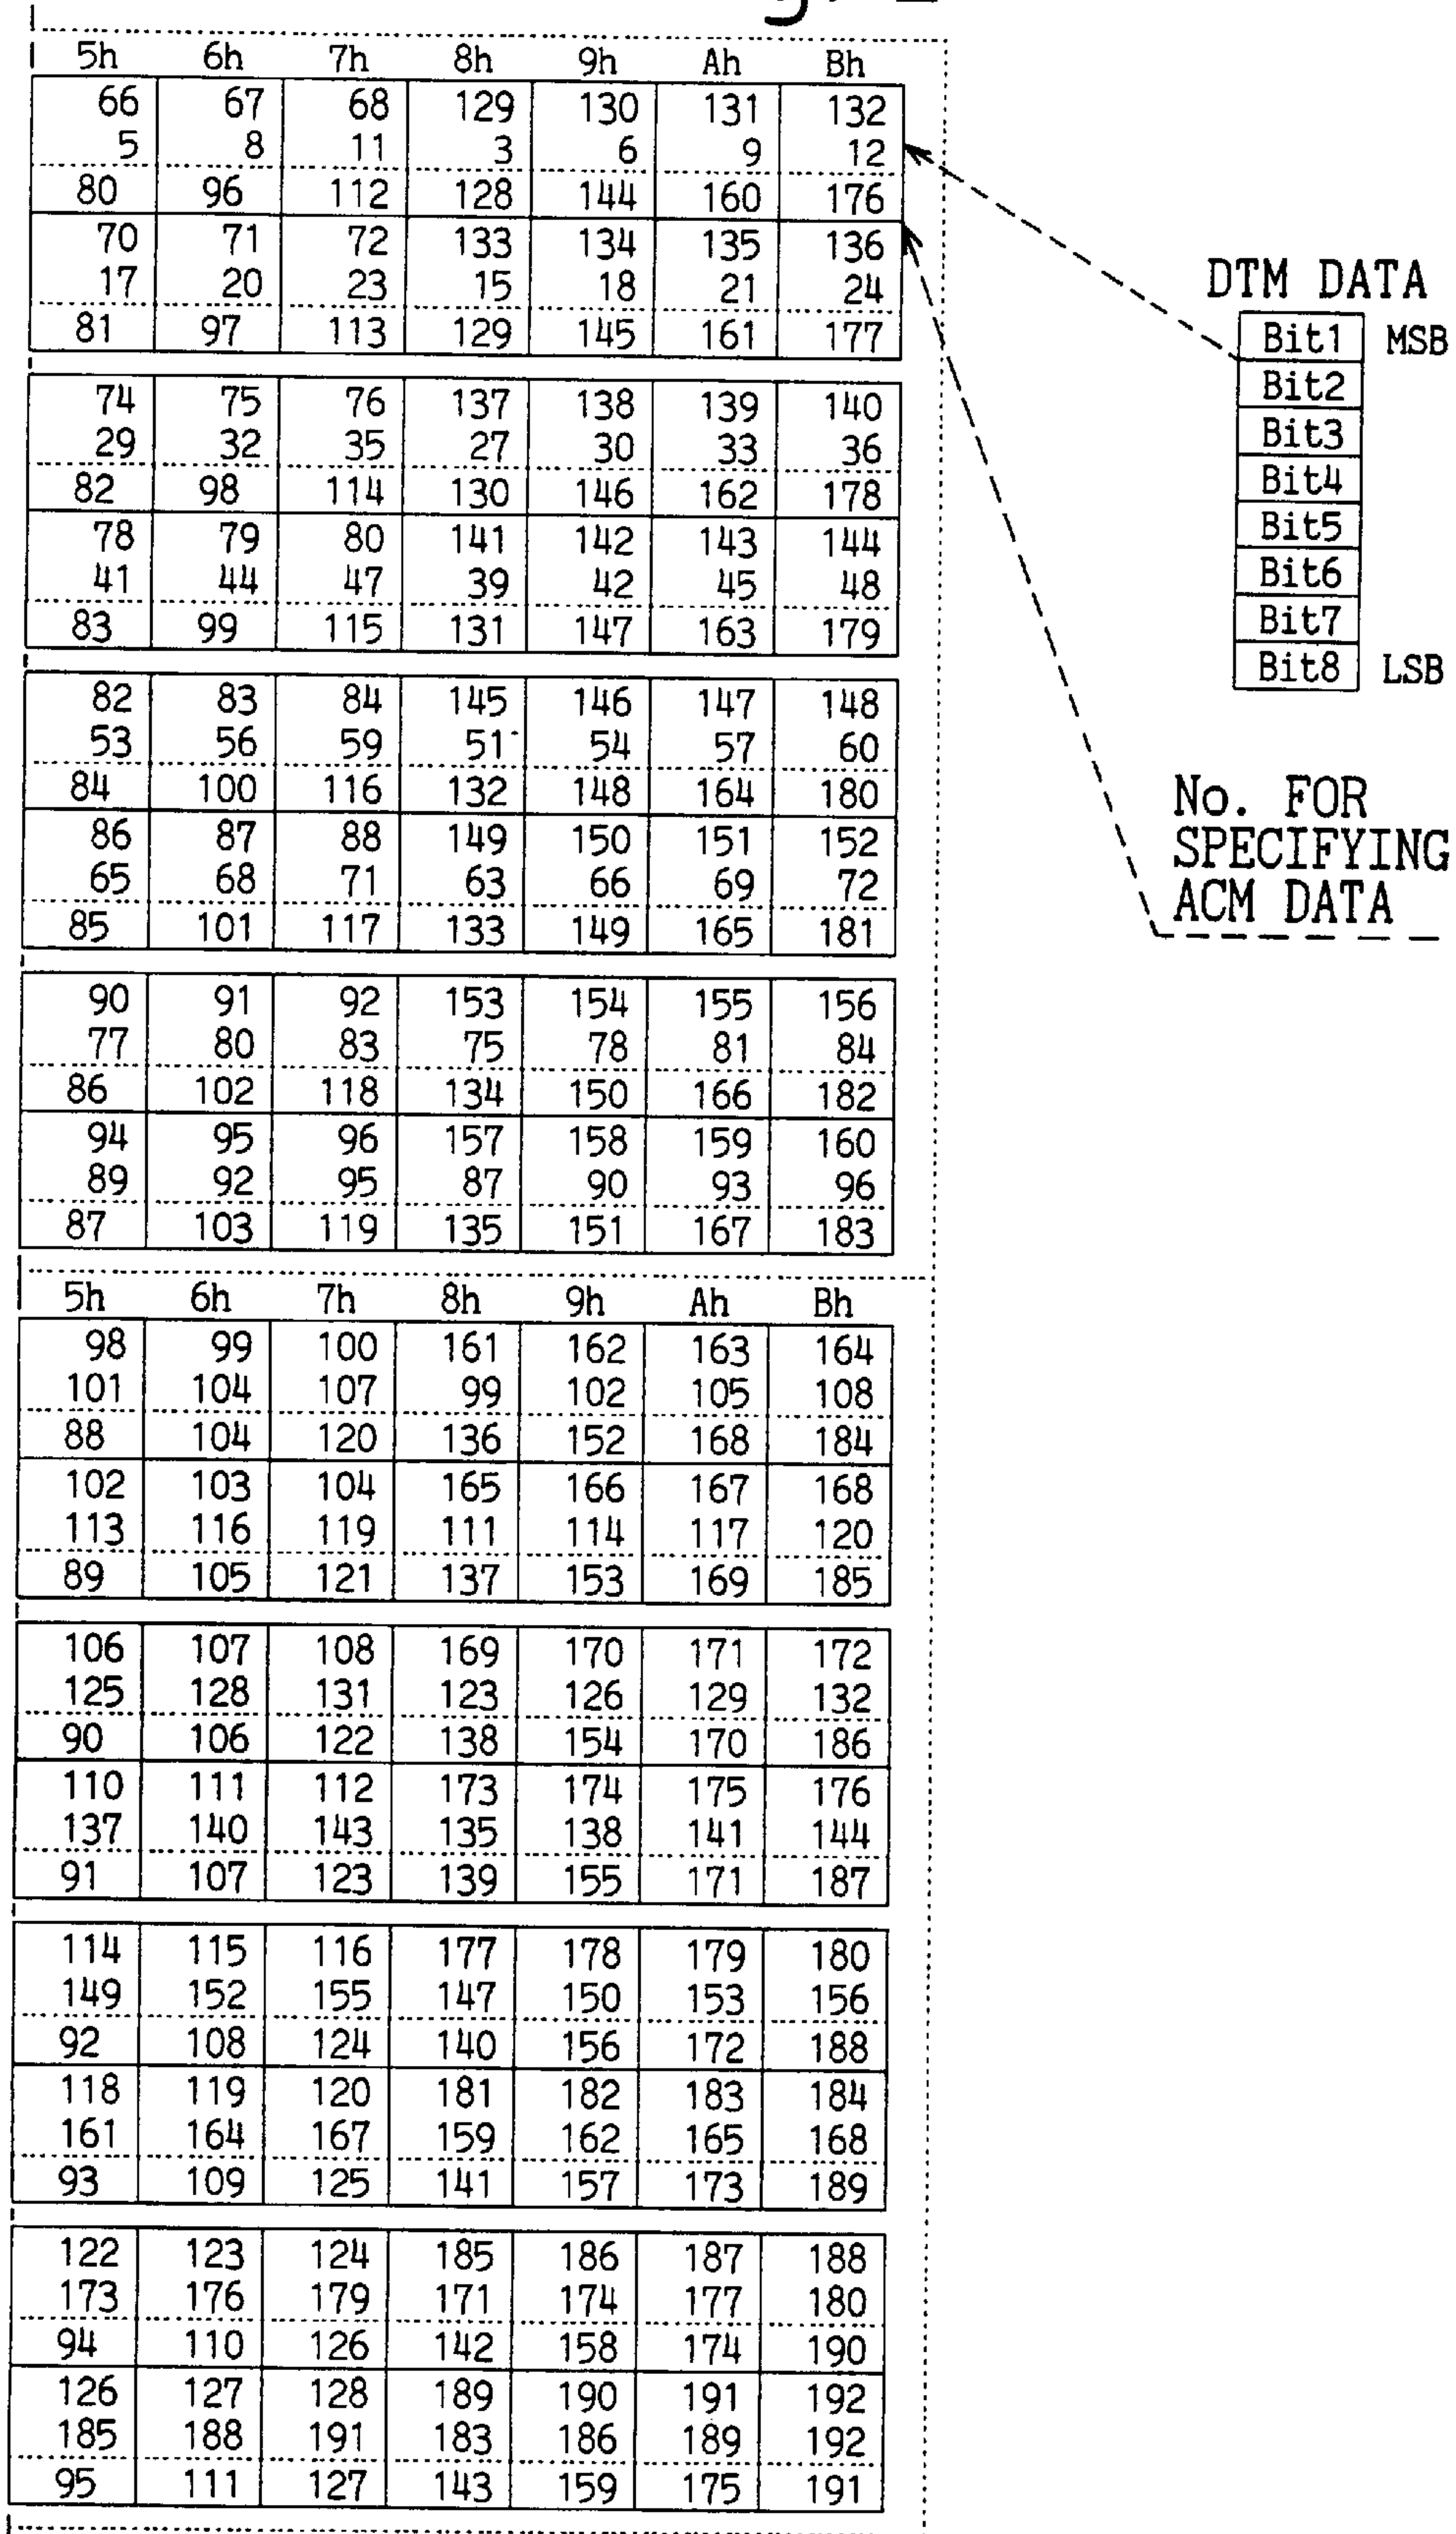 5h 6h 7h 8h 9h Ah Bh
66 67 68 129 130 131 132
5 8 11 3 6 9 12
80 96 112 128 144 160 176
70 71 72 133 134 135 136
17 20 23 15 18 21 24
81 97 113 129 145 161 177
74 75 76 137 138 139 140
29 32 35 27 30 33 36
82 98 114 130 146 162 178
78 79 80 141 142 143 144
41 44 47 39 42 45 48
83 99 115 131 147 163 179
82 83 84 145 146 147 148
53 56 59 51 54 57 60
84 100 116 132 148 164 180
86 87 88 149 150 151 152
65 68 71 63 66 69 72
85 101 117 133 149 165 181
90 91 92 153 154 155 156
77 80 83 75 78 81 84
86 102 118 134 150 166 182
94 95 96 157 158 159 160
89 92 95 87 90 93 96
87 103 119 135 151 167 183
5h 6h 7h 8h 9h Ah Bh
98 99 100 161 162 163 164
101 104 107 99 102 105 108
88 104 120 136 152 168 184
102 103 104 165 166 167 168
113 116 119 111 114 117 120
89 105 121 137 153 169 185
106 107 108 169 170 171 172
125 128 131 123 126 129 132
90 106 122 138 154 170 186
110 111 112 173 174 175 176
137 140 143 135 138 141 144
91 107 123 139 155 171 187
114 115 116 177 178 179 180
149 152 155 147 150 153 156
92 108 124 140 156 172 188
118 119 120 181 182 183 184
161 164 167 159 162 165 168
93 109 125 141 157 173 189
122 123 124 185 186 187 188
173 176 179 171 174 177 180
94 110 126 142 158 174 190
126 127 128 189 190 191 192
185 188 191 183 186 189 192
95 111 127 143 159 175 191
DTM DATA
Bit1 MSB
Bit2
Bit3
Bit4
Bit5
Bit6
Bit7
Bit8 LSB
No. FOR
SPECIFYING
ACM DATA